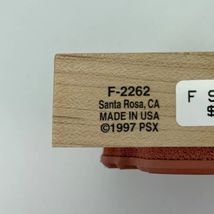 F-2262
Santa Rosa, CA
MADE IN USA
©1997 PSX
F
$